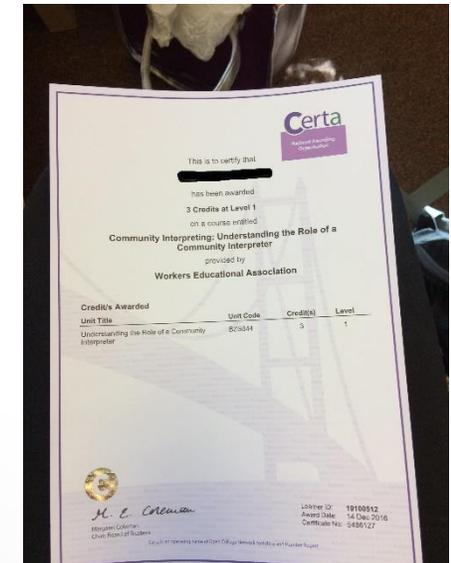 Certa
National Awarding
Organisation
This is to certify that
has been awarded
3 Credits at Level 1
on a course entitled
Community Interpreting: Understanding the Role of a
Community Interpreter
provided by
Workers Educational Association
Credit/s Awarded
Unit Title Unit Code Credit(s) Level
Understanding the Role of a Community
Interpreter
3 1
M. E. Coleman
Margaret Coleman
Chair, Board of Trustees
Learner ID: 19100512
Award Date: 14 Dec 2016
Certificate No: 5486127